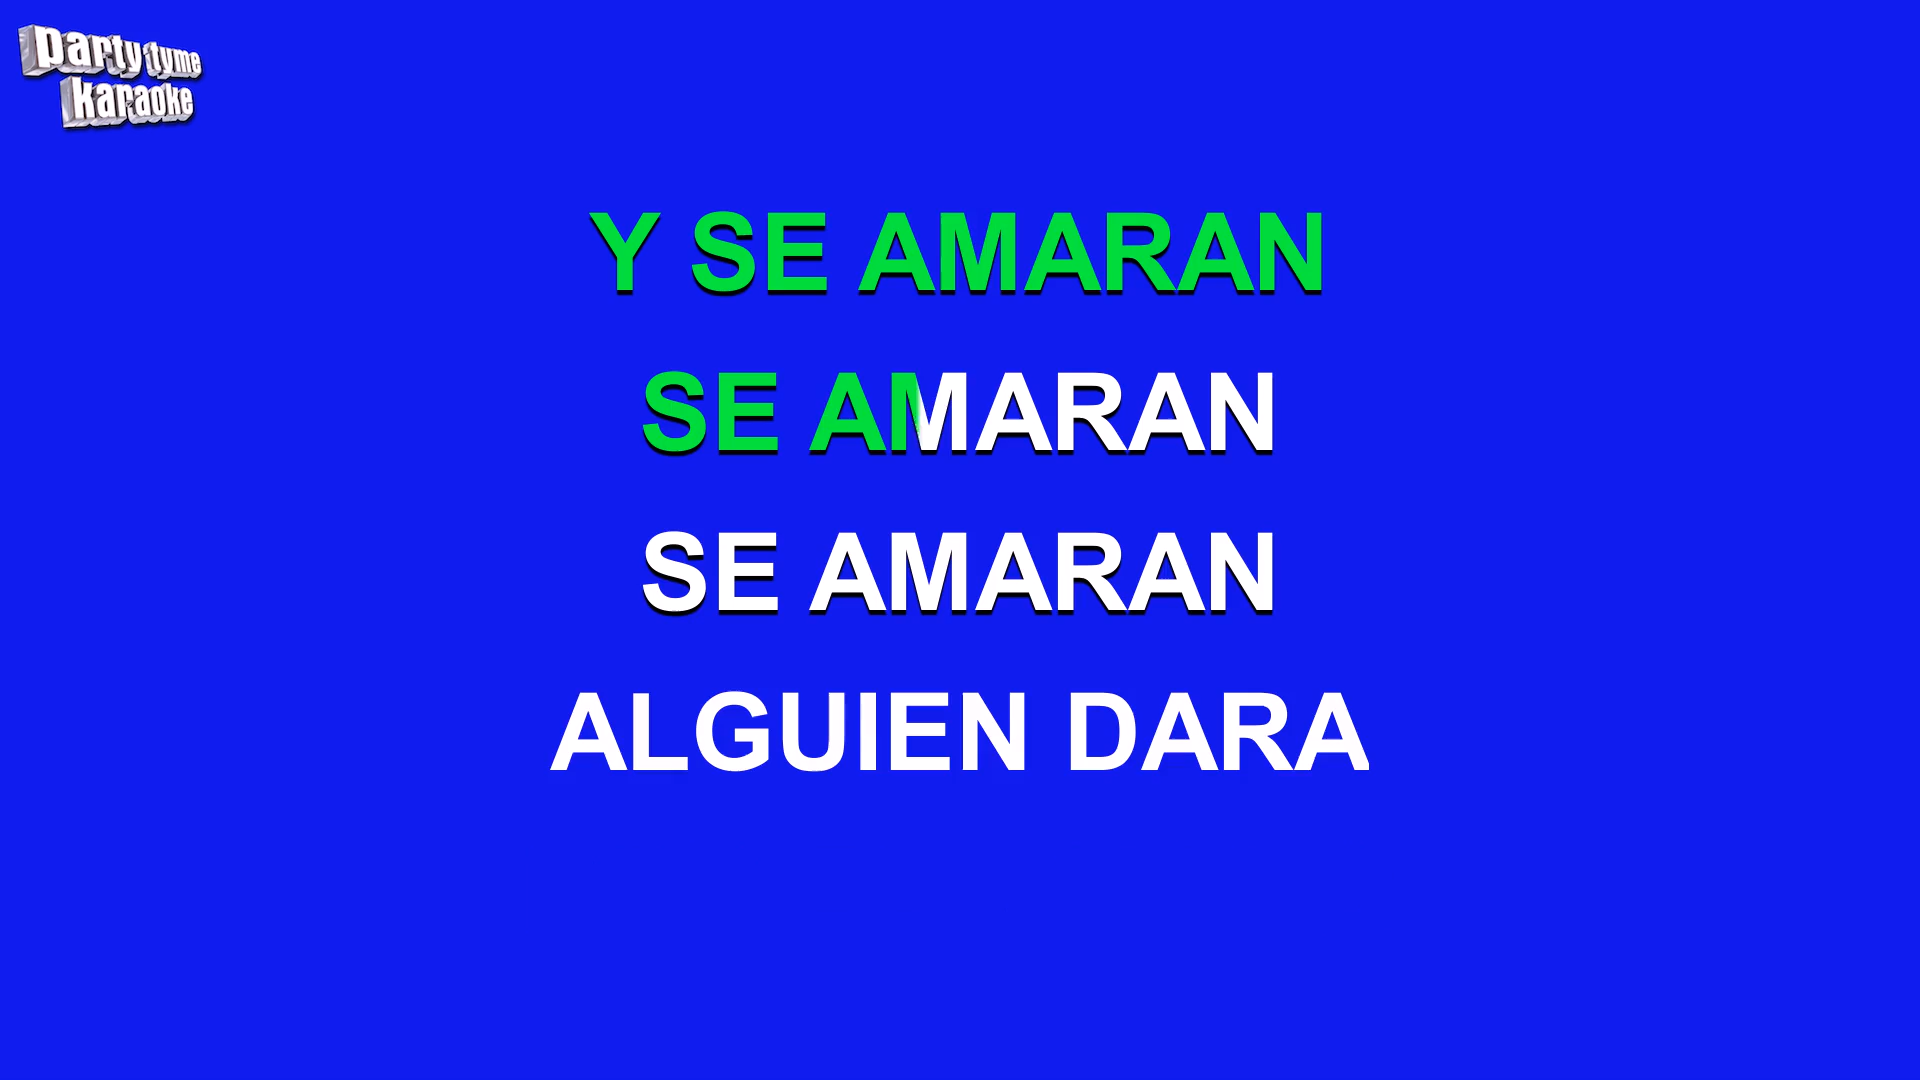 party tyme
karaoke
Y SE AMARAN
SE AMARAN
SE AMARAN
ALGUIEN DARA